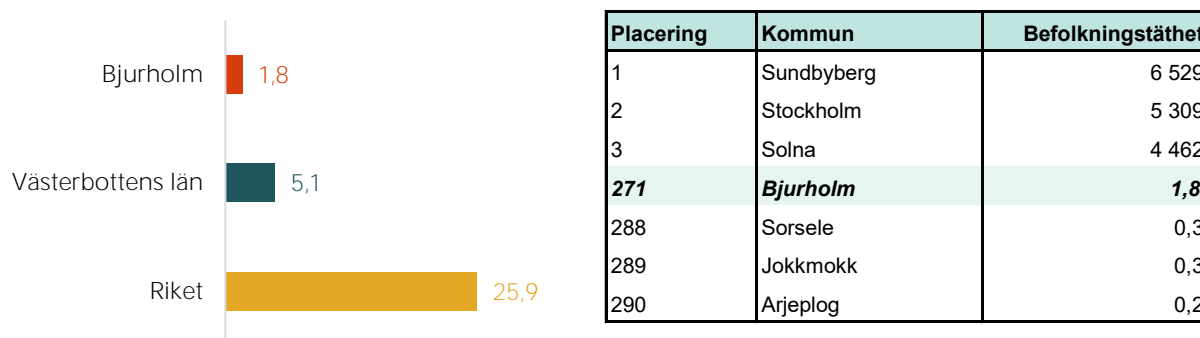 Bjurholm 1,8
Västerbottens län 5,1
Riket 25,9
Placering Kommun Befolkningstäthet
1 Sundbyberg 6 529
2 Stockholm 5 309
3 Solna 4 462
271 Bjurholm 1,8
288 Sorsele 0,3
289 Jokkmokk 0,3
290 Arjeplog 0,2